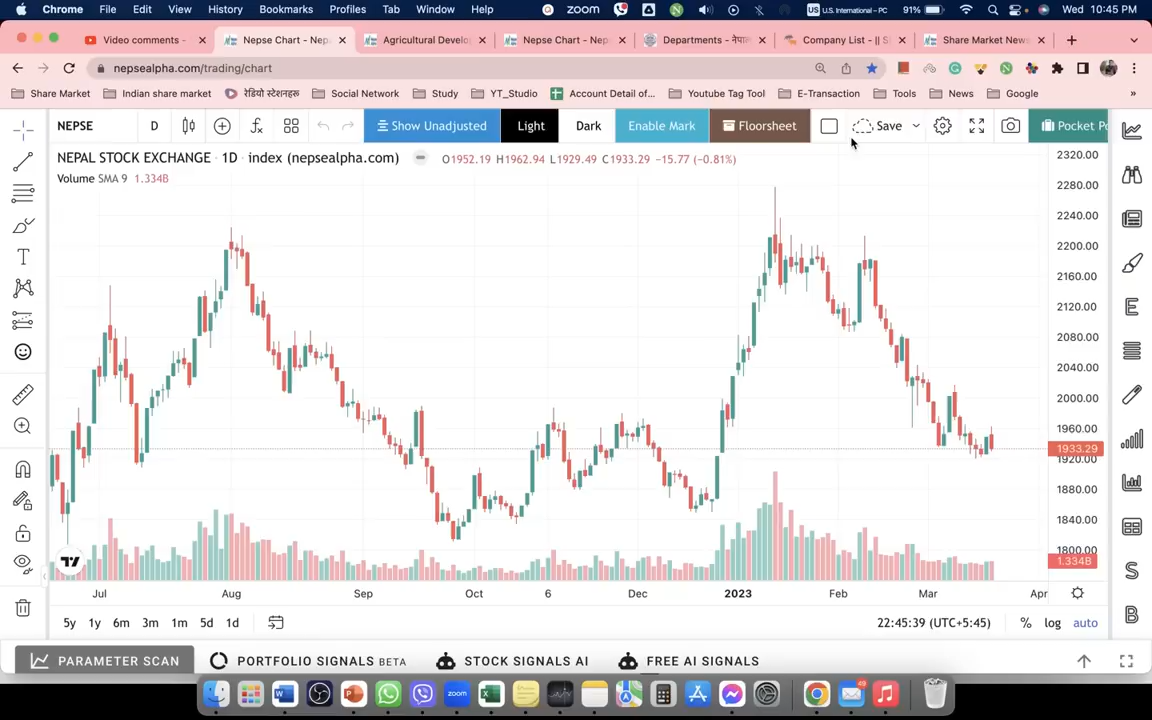 Chrome File Edit View History Bookmarks Profiles Tab Window Help zoom U.S. International – PC 91% Wed 10:45 PM
Video comments - Nepse Chart - Nep Agricultural Develo Nepse Chart - Nep Departments - नेपाल Company List - || S Share Market News
nepsealpha.com/trading/chart
Share Market Indian share market रेडियो स्टेशनहरु Social Network Study YT_Studio Account Detail of... Youtube Tag Tool E-Transaction Tools News Google »
NEPSE D Show Unadjusted Light Dark Enable Mark Floorsheet Save Pocket Po
NEPAL STOCK EXCHANGE · 1D · index (nepsealpha.com) O1952.19 H1962.94 L1929.49 C1933.29 −15.77 (−0.81%)
Volume SMA 9 1.334B
2320.00
2280.00
2240.00
2200.00
2160.00
2120.00
2080.00
2040.00
2000.00
1960.00
1933.29
1920.00
1880.00
1840.00
1800.00
1.334B
Jul Aug Sep Oct 6 Dec 2023 Feb Mar Apr
5y 1y 6m 3m 1m 5d 1d 22:45:39 (UTC+5:45) % log auto
PARAMETER SCAN PORTFOLIO SIGNALS BETA STOCK SIGNALS AI FREE AI SIGNALS
E
S
B